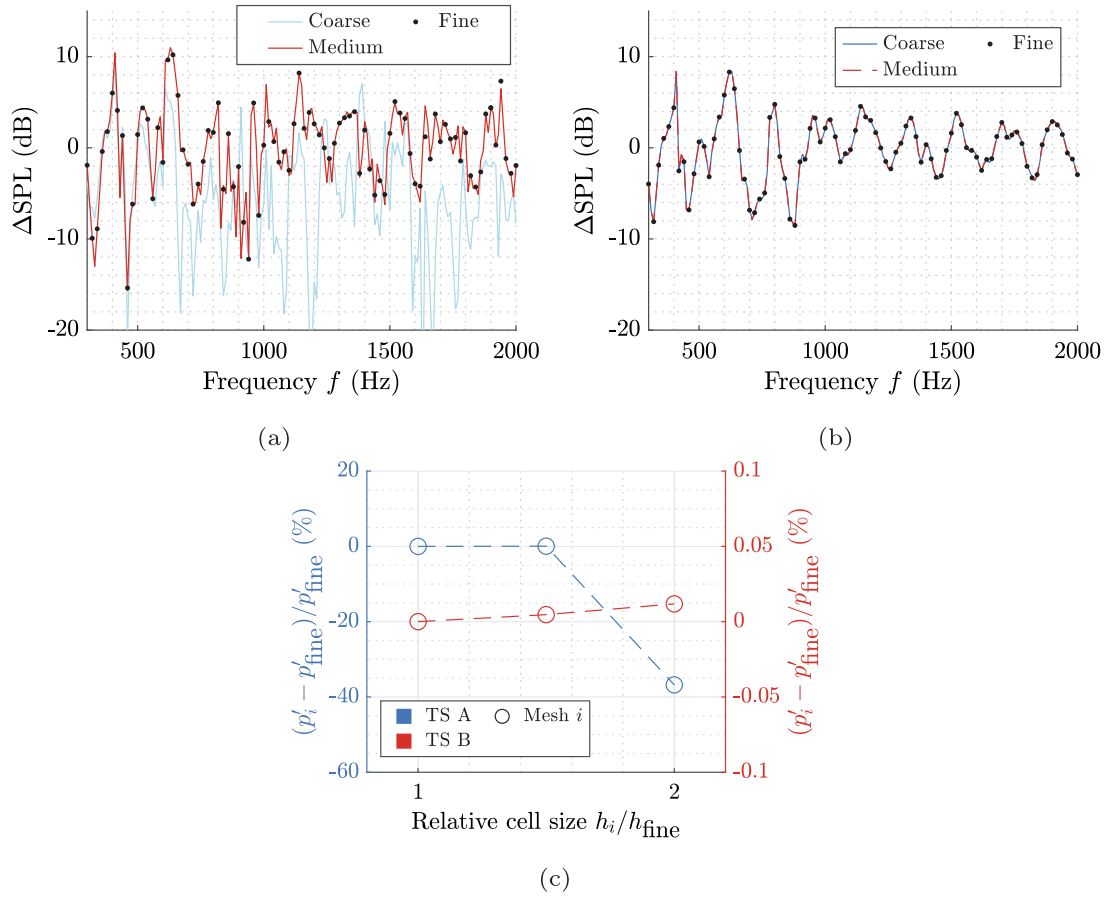 Coarse
Fine
Medium
10
0
-10
-20
ΔSPL (dB)
500
1000
1500
2000
Frequency f (Hz)
(a)
Coarse
Fine
Medium
10
0
-10
-20
ΔSPL (dB)
500
1000
1500
2000
Frequency f (Hz)
(b)
20
0
-20
-40
-60
(p′i − p′fine)/p′fine (%)
0.1
0.05
0
-0.05
-0.1
(p′i − p′fine)/p′fine (%)
TS A
Mesh i
TS B
1
2
Relative cell size hi/hfine
(c)